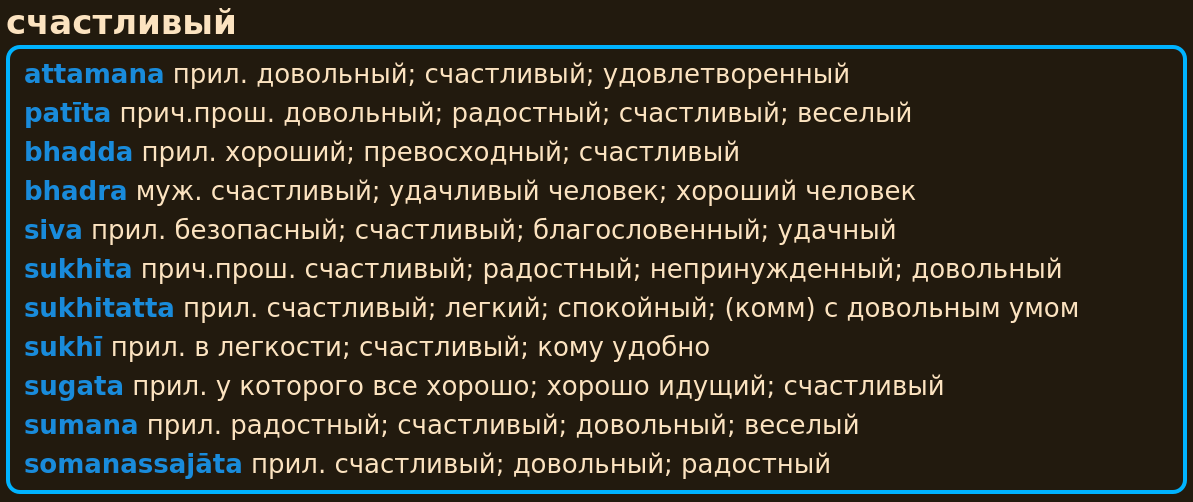 счастливый
attamana прил. довольный; счастливый; удовлетворенный
patīta прич.прош. довольный; радостный; счастливый; веселый
bhadda прил. хороший; превосходный; счастливый
bhadra муж. счастливый; удачливый человек; хороший человек
siva прил. безопасный; счастливый; благословенный; удачный
sukhita прич.прош. счастливый; радостный; непринужденный; довольный
sukhitatta прил. счастливый; легкий; спокойный; (комм) с довольным умом
sukhī прил. в легкости; счастливый; кому удобно
sugata прил. у которого все хорошо; хорошо идущий; счастливый
sumana прил. радостный; счастливый; довольный; веселый
somanassajāta прил. счастливый; довольный; радостный